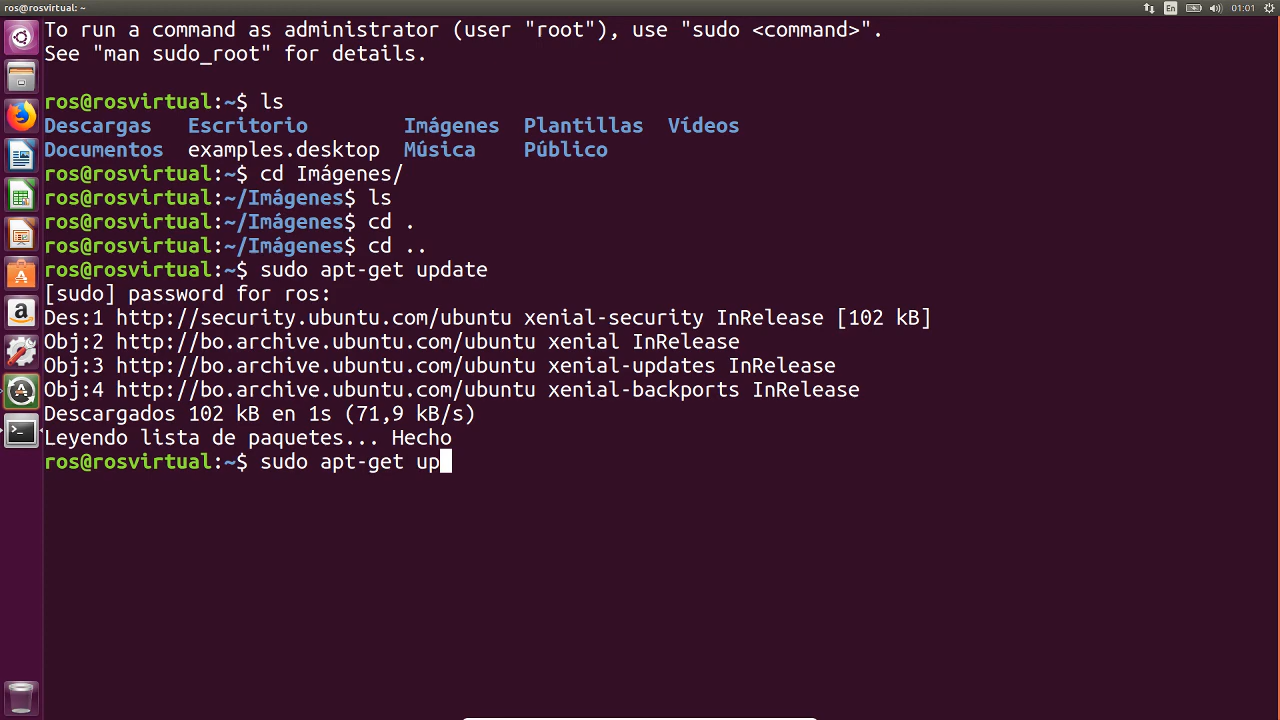 ros@rosvirtual: ~
En
01:01
To run a command as administrator (user "root"), use "sudo <command>".
See "man sudo_root" for details.
ros@rosvirtual:~$ ls
Descargas Escritorio Imágenes Plantillas Vídeos
Documentos examples.desktop Música Público
ros@rosvirtual:~$ cd Imágenes/
ros@rosvirtual:~/Imágenes$ ls
ros@rosvirtual:~/Imágenes$ cd .
ros@rosvirtual:~/Imágenes$ cd ..
ros@rosvirtual:~$ sudo apt-get update
[sudo] password for ros:
Des:1 http://security.ubuntu.com/ubuntu xenial-security InRelease [102 kB]
Obj:2 http://bo.archive.ubuntu.com/ubuntu xenial InRelease
Obj:3 http://bo.archive.ubuntu.com/ubuntu xenial-updates InRelease
Obj:4 http://bo.archive.ubuntu.com/ubuntu xenial-backports InRelease
Descargados 102 kB en 1s (71,9 kB/s)
Leyendo lista de paquetes... Hecho
ros@rosvirtual:~$ sudo apt-get up